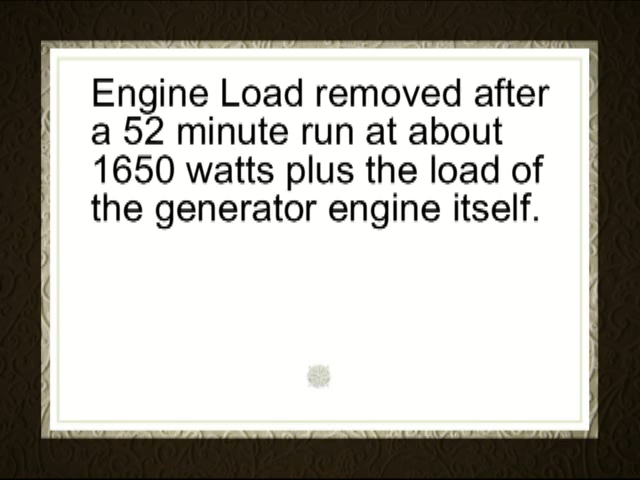 Engine Load removed after
a 52 minute run at about
1650 watts plus the load of
the generator engine itself.